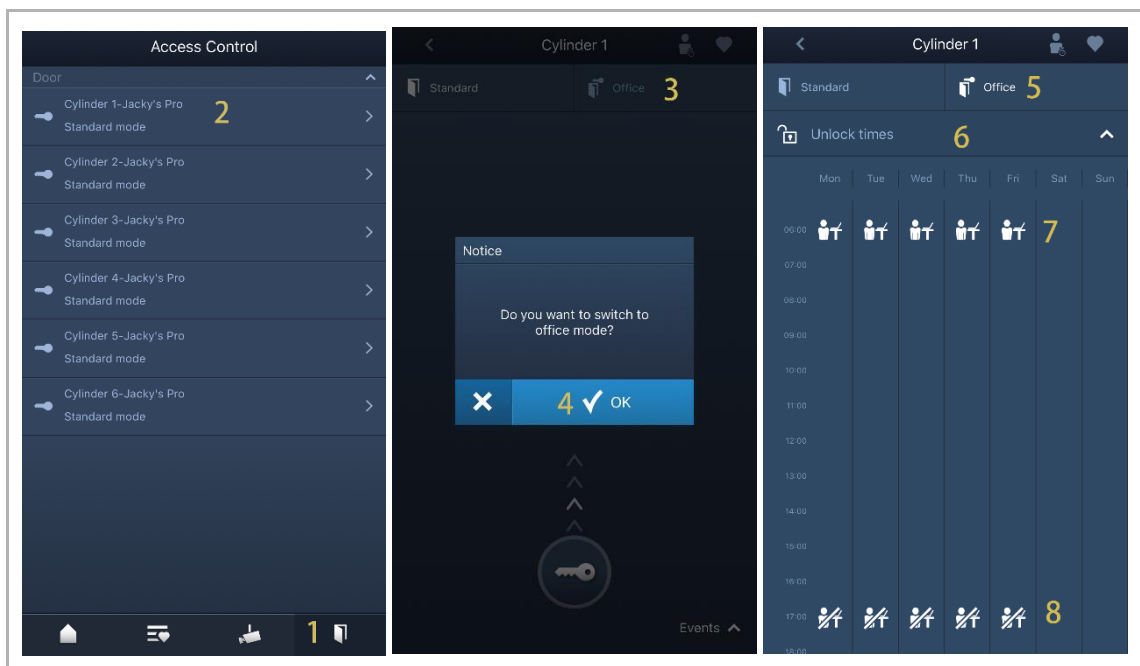 Access Control
Door
Cylinder 1-Jacky's Pro
Standard mode
2
Cylinder 2-Jacky's Pro
Standard mode
Cylinder 3-Jacky's Pro
Standard mode
Cylinder 4-Jacky's Pro
Standard mode
Cylinder 5-Jacky's Pro
Standard mode
Cylinder 6-Jacky's Pro
Standard mode
1
Cylinder 1
Standard
Office 3
Notice
Do you want to switch to
office mode?
4 OK
Events
Cylinder 1
Standard
Office 5
Unlock times 6
Mon Tue Wed Thu Fri Sat Sun
06:00 7
07:00
08:00
09:00
10:00
11:00
12:00
13:00
14:00
15:00
16:00
17:00 8
18:00